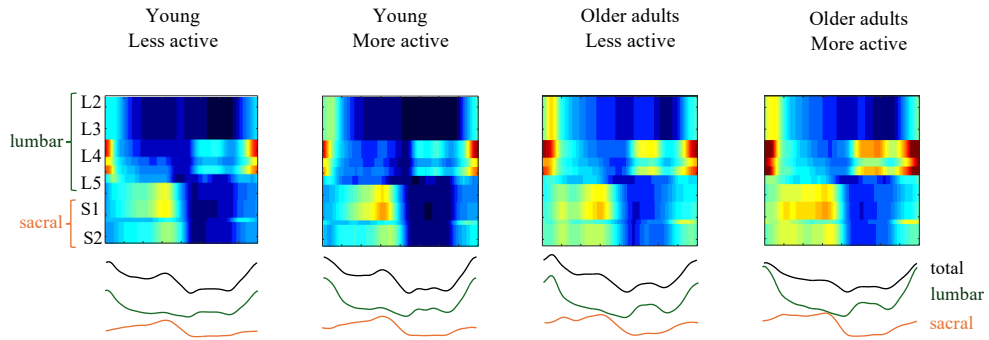 Young
Less active
Young
More active
Older adults
Less active
Older adults
More active
lumbar
L2
L3
L4
L5
sacral
S1
S2
total
lumbar
sacral